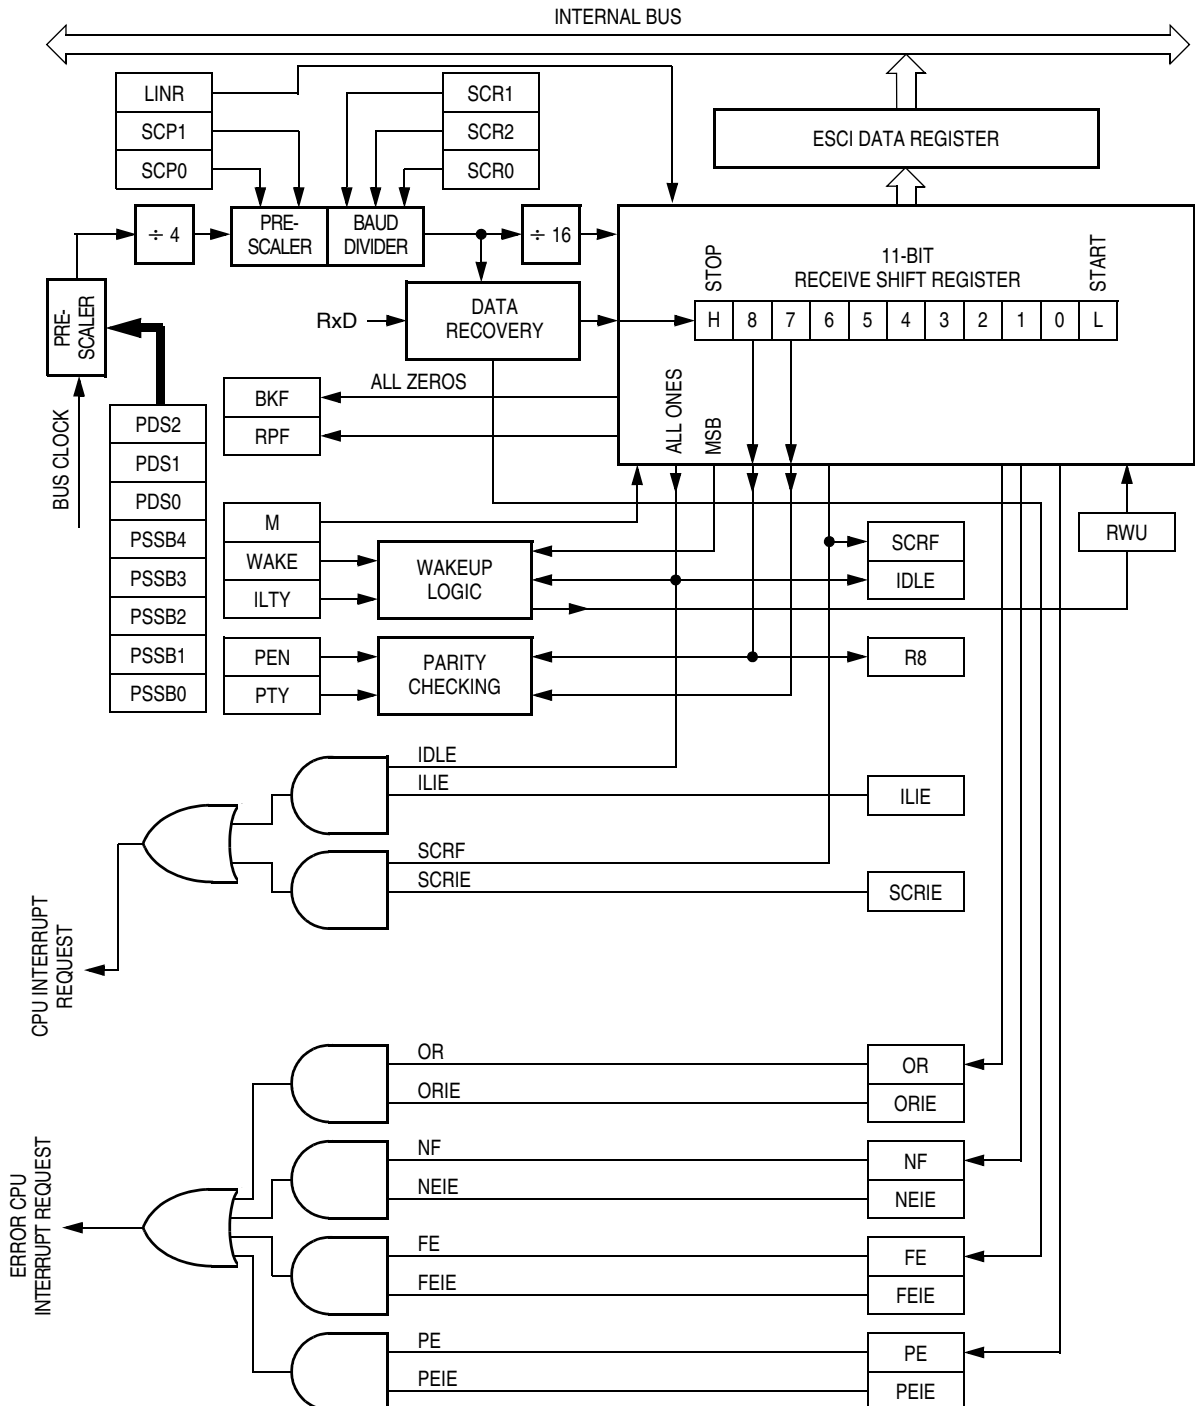 INTERNAL BUS
LINR
SCP1
SCP0
SCR1
SCR2
SCR0
ESCI DATA REGISTER
÷ 4
PRE-
SCALER
BAUD
DIVIDER
÷ 16
PRE-
SCALER
BUS CLOCK
RxD
DATA
RECOVERY
STOP
11-BIT
RECEIVE SHIFT REGISTER
START
H
8
7
6
5
4
3
2
1
0
L
ALL ZEROS
BKF
RPF
ALL ONES
MSB
PDS2
PDS1
PDS0
PSSB4
PSSB3
PSSB2
PSSB1
PSSB0
M
WAKE
ILTY
WAKEUP
LOGIC
PEN
PTY
PARITY
CHECKING
SCRF
IDLE
R8
RWU
IDLE
ILIE
ILIE
SCRF
SCRIE
SCRIE
CPU INTERRUPT
REQUEST
OR
ORIE
OR
ORIE
NF
NEIE
NF
NEIE
FE
FEIE
FE
FEIE
PE
PEIE
PE
PEIE
ERROR CPU
INTERRUPT REQUEST